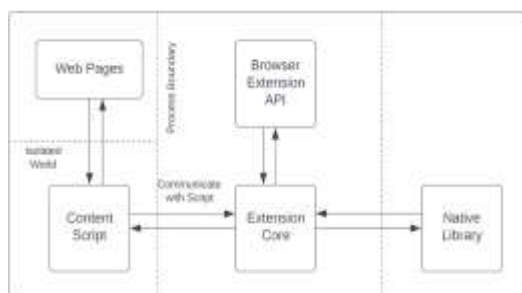 Web Pages
Process Boundary
Browser
Extension
API
Isolated
World
Communicate
with Script
Content
Script
Extension
Core
Native
Library